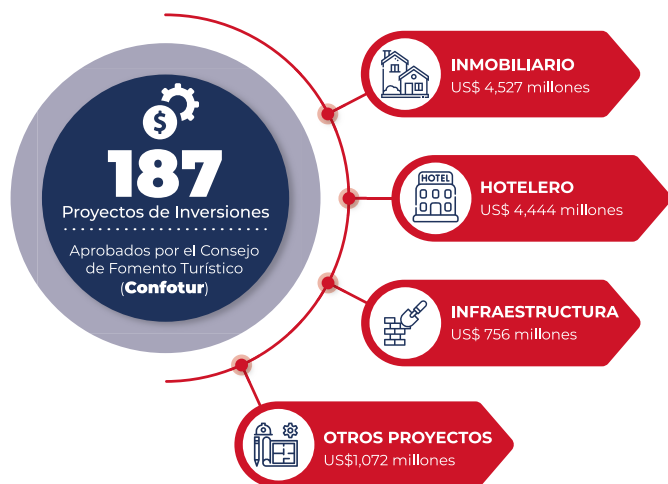 $
187
Proyectos de Inversiones
Aprobados por el Consejo
de Fomento Turístico
(Confotur)
INMOBILIARIO
US$ 4,527 millones
HOTEL
HOTELERO
US$ 4,444 millones
INFRAESTRUCTURA
US$ 756 millones
OTROS PROYECTOS
US$1,072 millones